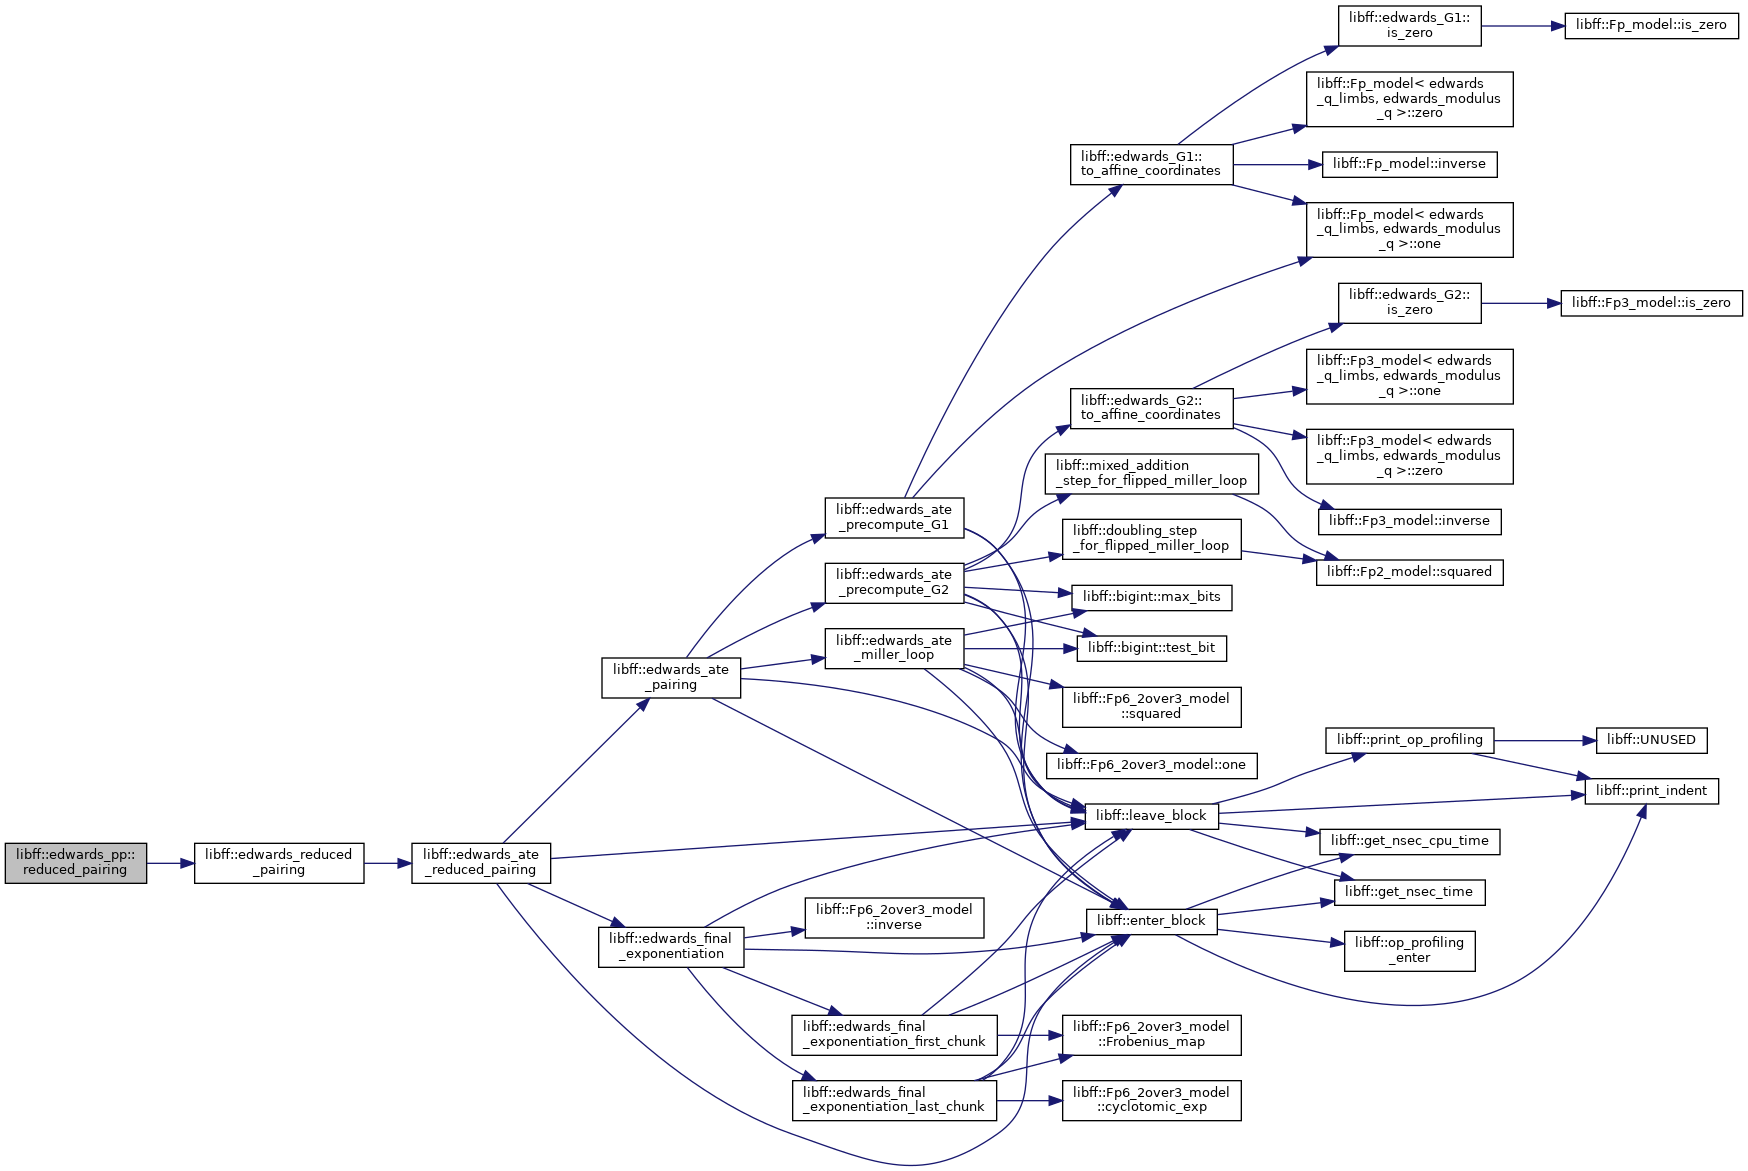 libff::edwards_pp::
reduced_pairing
libff::edwards_reduced
_pairing
libff::edwards_ate
_reduced_pairing
libff::edwards_ate
_pairing
libff::edwards_final
_exponentiation
libff::edwards_ate
_precompute_G1
libff::edwards_ate
_precompute_G2
libff::edwards_ate
_miller_loop
libff::Fp6_2over3_model
::inverse
libff::edwards_final
_exponentiation_first_chunk
libff::edwards_final
_exponentiation_last_chunk
libff::edwards_G1::
to_affine_coordinates
libff::edwards_G2::
to_affine_coordinates
libff::mixed_addition
_step_for_flipped_miller_loop
libff::doubling_step
_for_flipped_miller_loop
libff::bigint::max_bits
libff::bigint::test_bit
libff::Fp6_2over3_model
::squared
libff::Fp6_2over3_model::one
libff::leave_block
libff::enter_block
libff::Fp6_2over3_model
::Frobenius_map
libff::Fp6_2over3_model
::cyclotomic_exp
libff::edwards_G1::
is_zero
libff::Fp_model< edwards
_q_limbs, edwards_modulus
_q >::zero
libff::Fp_model::inverse
libff::Fp_model< edwards
_q_limbs, edwards_modulus
_q >::one
libff::edwards_G2::
is_zero
libff::Fp3_model< edwards
_q_limbs, edwards_modulus
_q >::one
libff::Fp3_model< edwards
_q_limbs, edwards_modulus
_q >::zero
libff::Fp3_model::inverse
libff::Fp2_model::squared
libff::print_op_profiling
libff::get_nsec_cpu_time
libff::get_nsec_time
libff::op_profiling
_enter
libff::Fp_model::is_zero
libff::Fp3_model::is_zero
libff::UNUSED
libff::print_indent